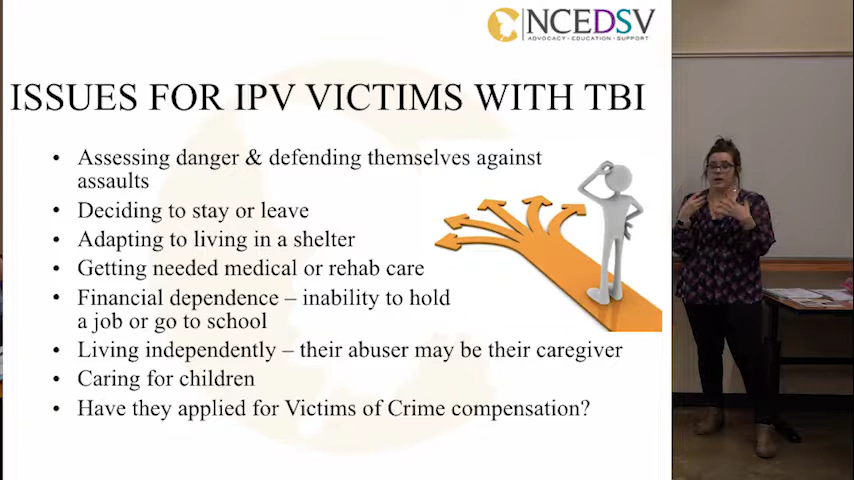 NCEDSV
ADVOCACY • EDUCATION • SUPPORT
ISSUES FOR IPV VICTIMS WITH TBI
• Assessing danger & defending themselves against
assaults
• Deciding to stay or leave
• Adapting to living in a shelter
• Getting needed medical or rehab care
• Financial dependence – inability to hold
a job or go to school
• Living independently – their abuser may be their caregiver
• Caring for children
• Have they applied for Victims of Crime compensation?